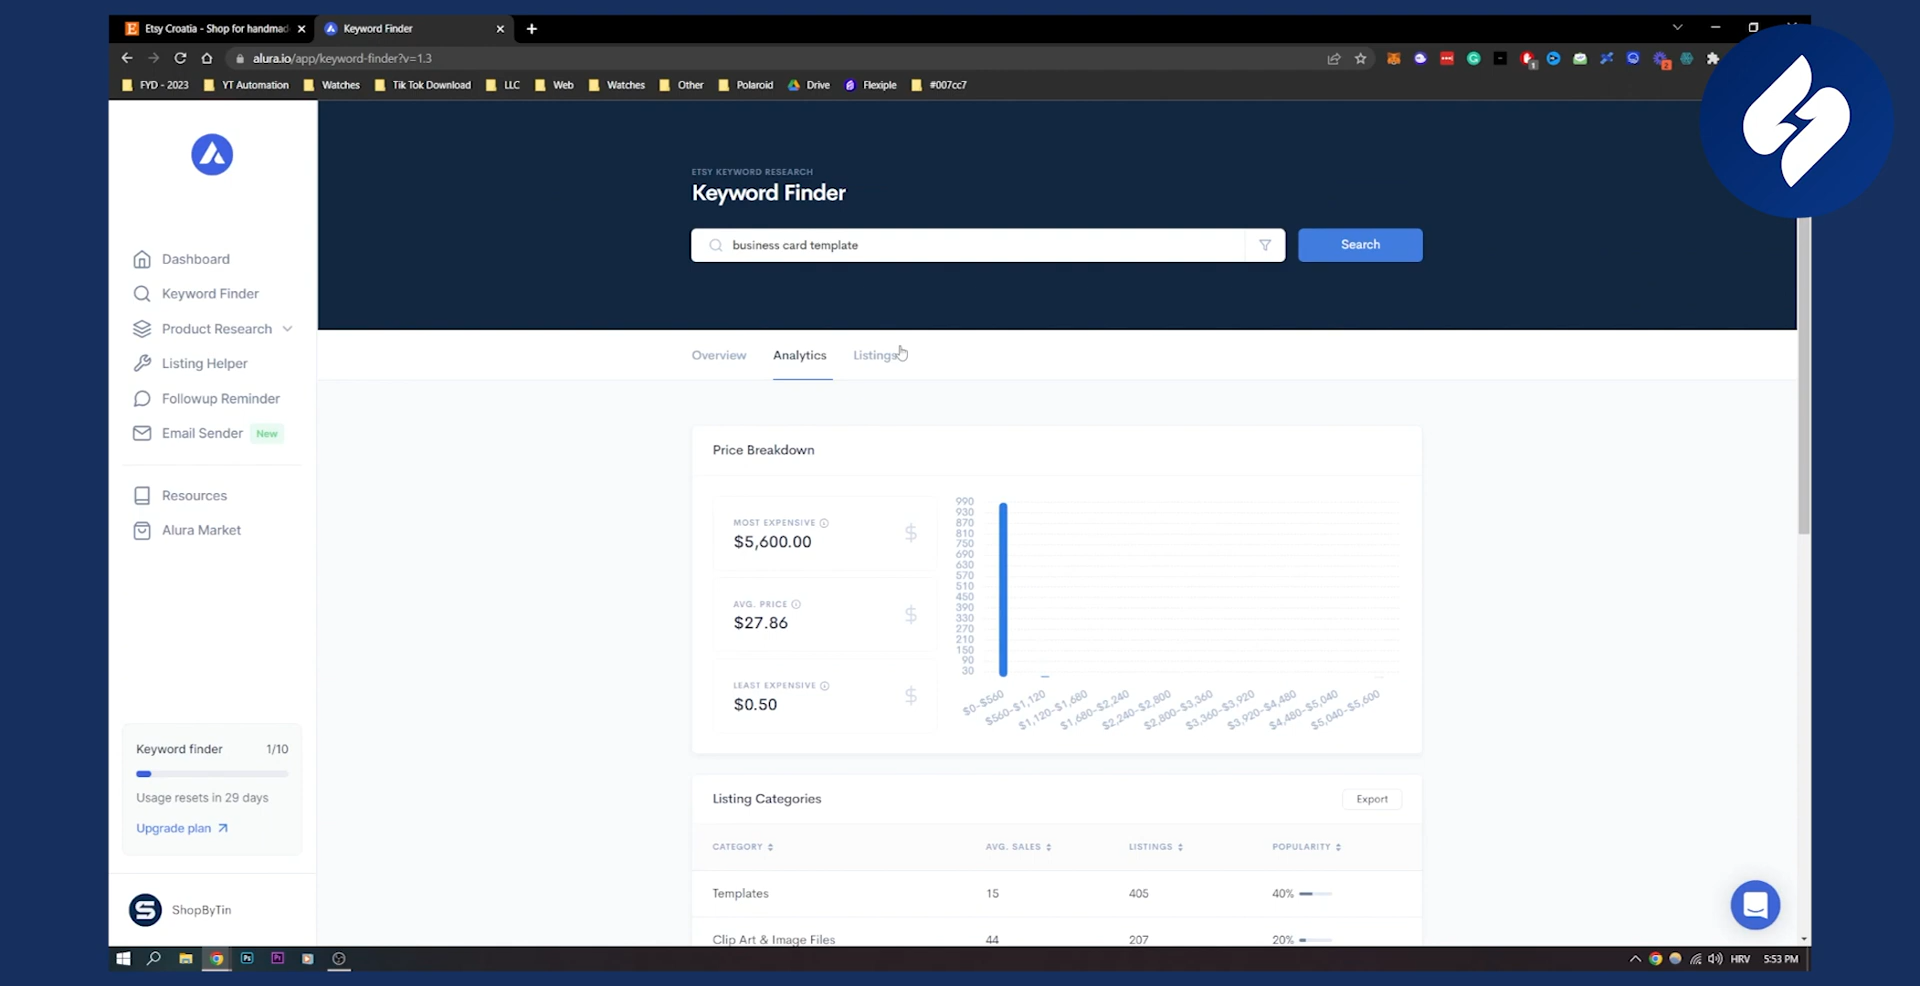 Etsy Croatia - Shop for handmad
Keyword Finder
alura.io/app/keyword-finder?v=1.3
FYD - 2023
YT Automation
Watches
Tik Tok Download
LLC
Web
Watches
Other
Polaroid
Drive
Flexiple
#007cc7
ETSY KEYWORD RESEARCH
Keyword Finder
business card template
Search
Dashboard
Keyword Finder
Product Research
Listing Helper
Followup Reminder
Email Sender New
Resources
Alura Market
Keyword finder 1/10
Usage resets in 29 days
Upgrade plan
ShopByTin
Overview Analytics Listings
Price Breakdown
MOST EXPENSIVE
$5,600.00
$
AVG. PRICE
$27.86
$
LEAST EXPENSIVE
$0.50
$
990
930
870
810
750
690
630
570
510
450
390
330
270
210
150
90
30
$0-$560
$560-$1,120
$1,120-$1,680
$1,680-$2,240
$2,240-$2,800
$2,800-$3,360
$3,360-$3,920
$3,920-$4,480
$4,480-$5,040
$5,040-$5,600
Listing Categories
Export
CATEGORY AVG. SALES LISTINGS POPULARITY
Templates 15 405 40%
Clip Art & Image Files 44 207 20%
Ps
Pr
HRV
5:53 PM